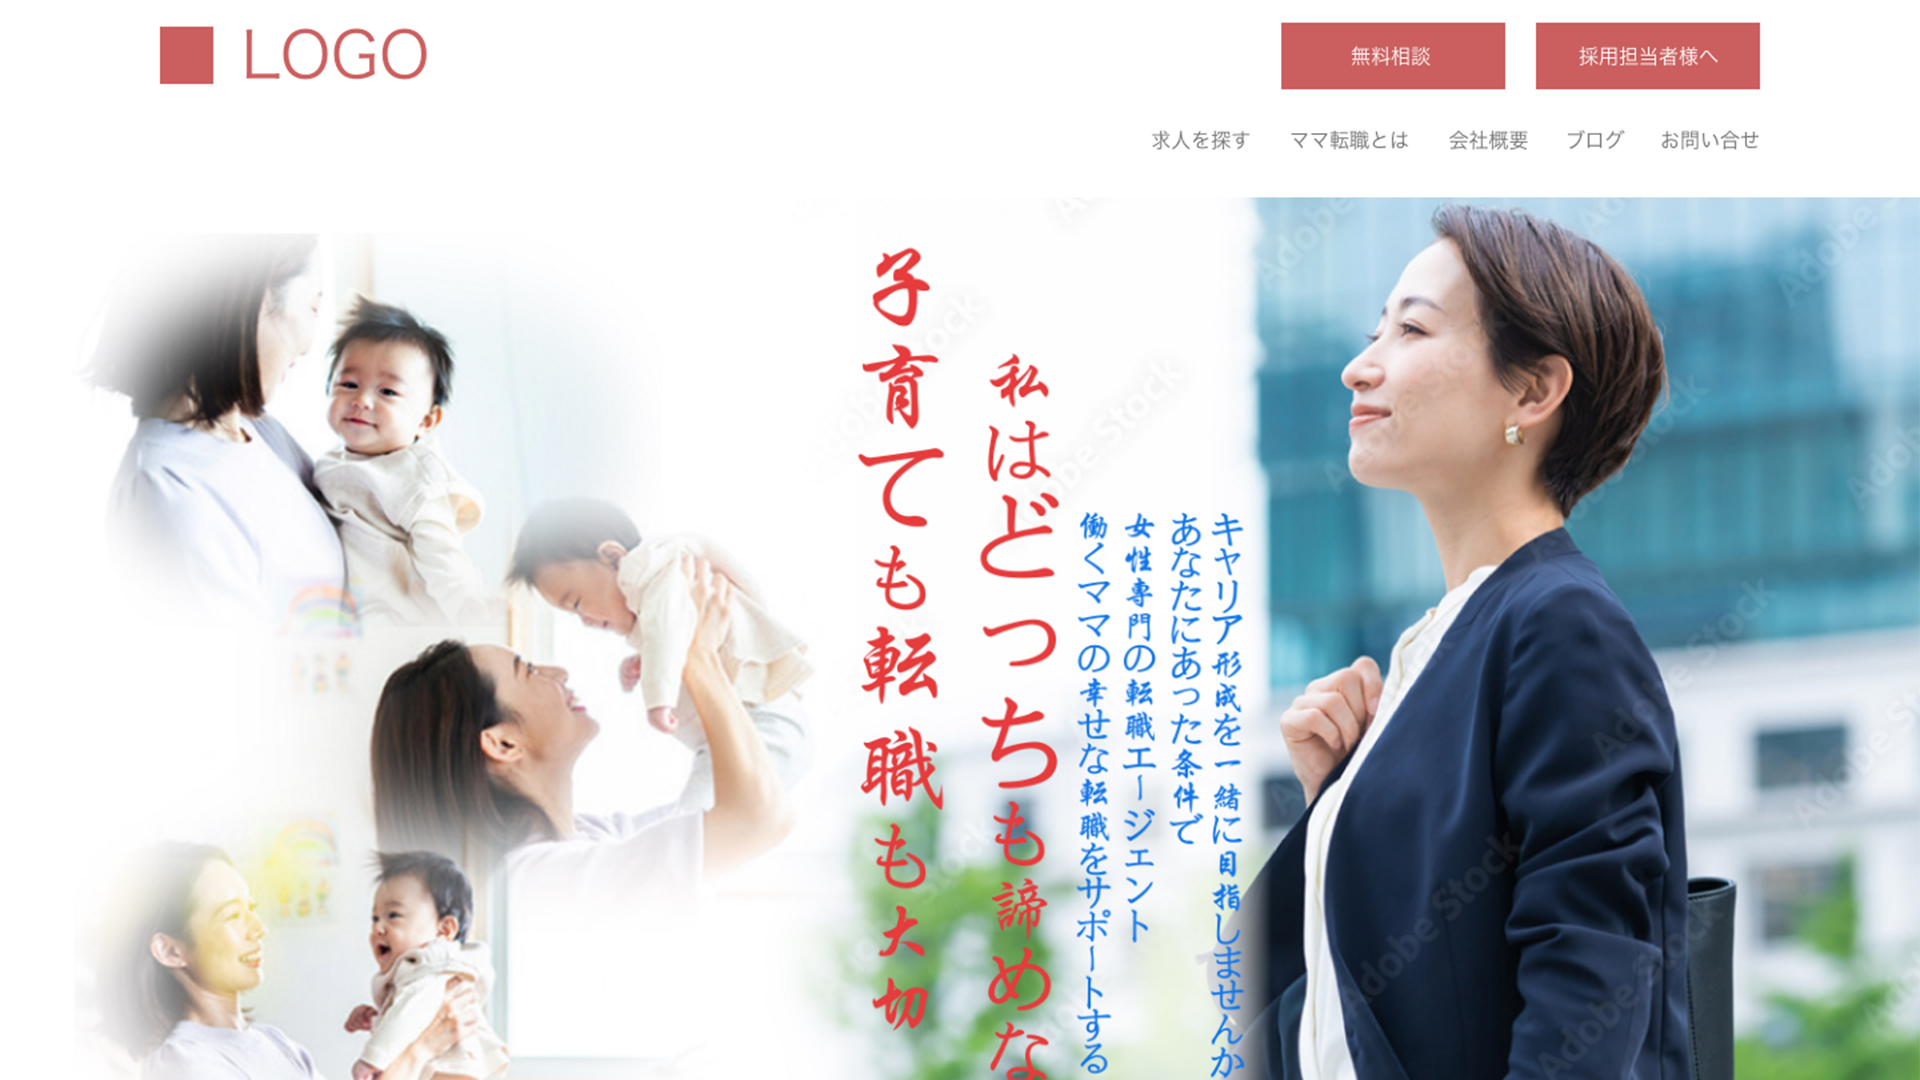 LOGO
無料相談
採用担当者様へ
求人を探す
ママ転職とは
会社概要
ブログ
お問い合せ
子育ても転職も大切
私はどっちも諦めな
働くママの幸せな転職をサポートする
女性専門の転職エージェント
あなたにあった条件で
キャリア形成を一緒に目指しませんか
Adobe Stock